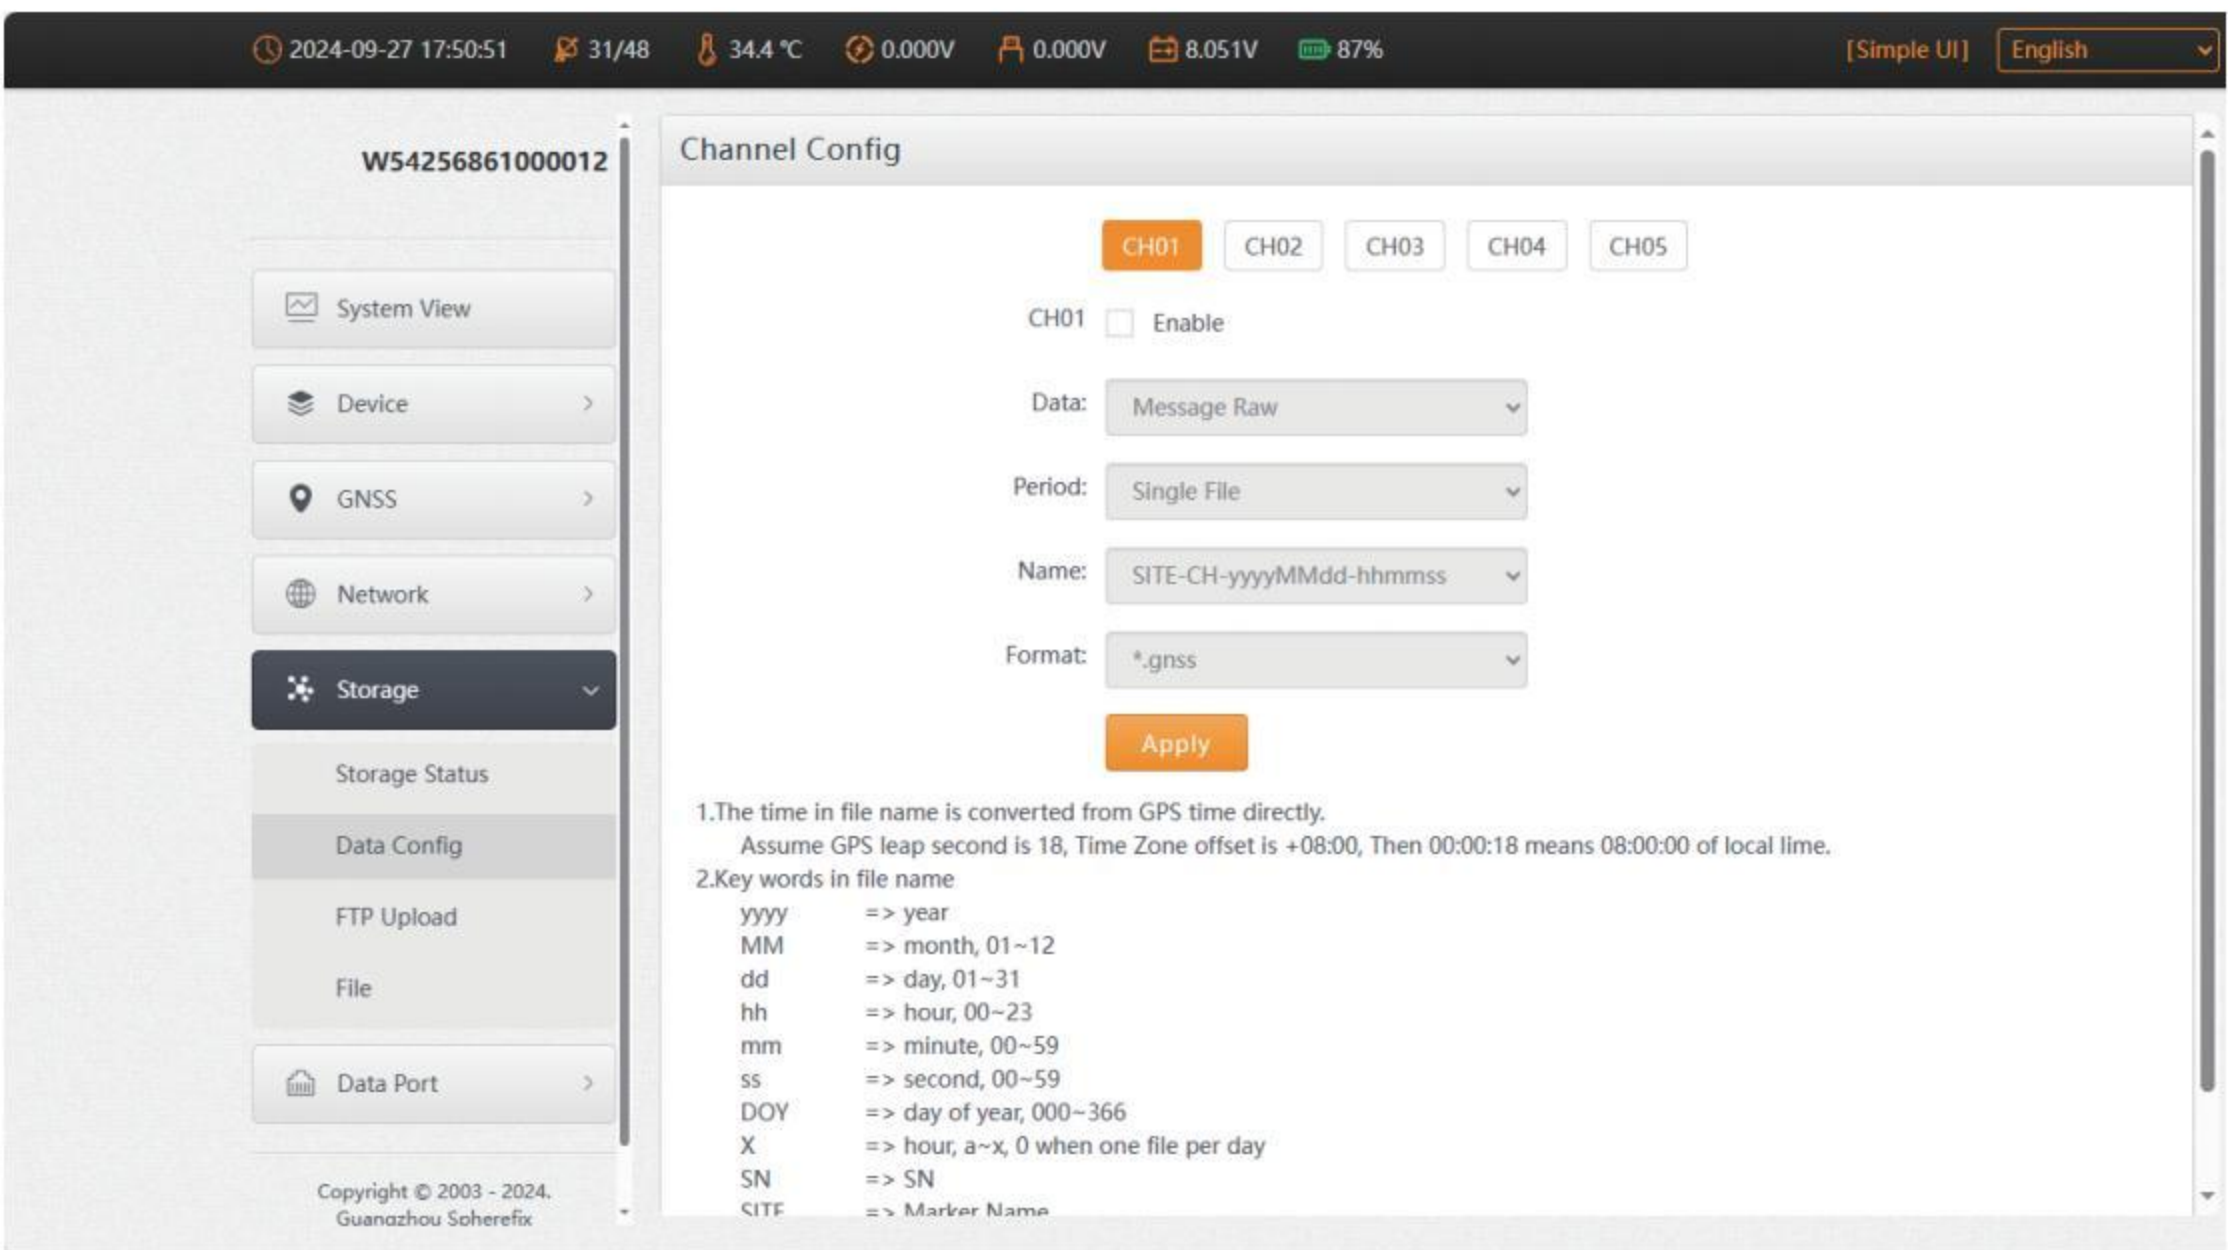 2024-09-27 17:50:51 31/48 34.4 ℃ 0.000V 0.000V 8.051V 87% [Simple UI] English
W54256861000012
System View
Device
GNSS
Network
Storage
Storage Status
Data Config
FTP Upload
File
Data Port
Copyright © 2003 - 2024.
Guangzhou Spherefix
Channel Config
CH01 CH02 CH03 CH04 CH05
CH01 Enable
Data: Message Raw
Period: Single File
Name: SITE-CH-yyyyMMdd-hhmmss
Format: *.gnss
Apply
1.The time in file name is converted from GPS time directly.
Assume GPS leap second is 18, Time Zone offset is +08:00, Then 00:00:18 means 08:00:00 of local lime.
2.Key words in file name
yyyy => year
MM => month, 01~12
dd => day, 01~31
hh => hour, 00~23
mm => minute, 00~59
ss => second, 00~59
DOY => day of year, 000~366
X => hour, a~x, 0 when one file per day
SN => SN
SITE => Marker Name